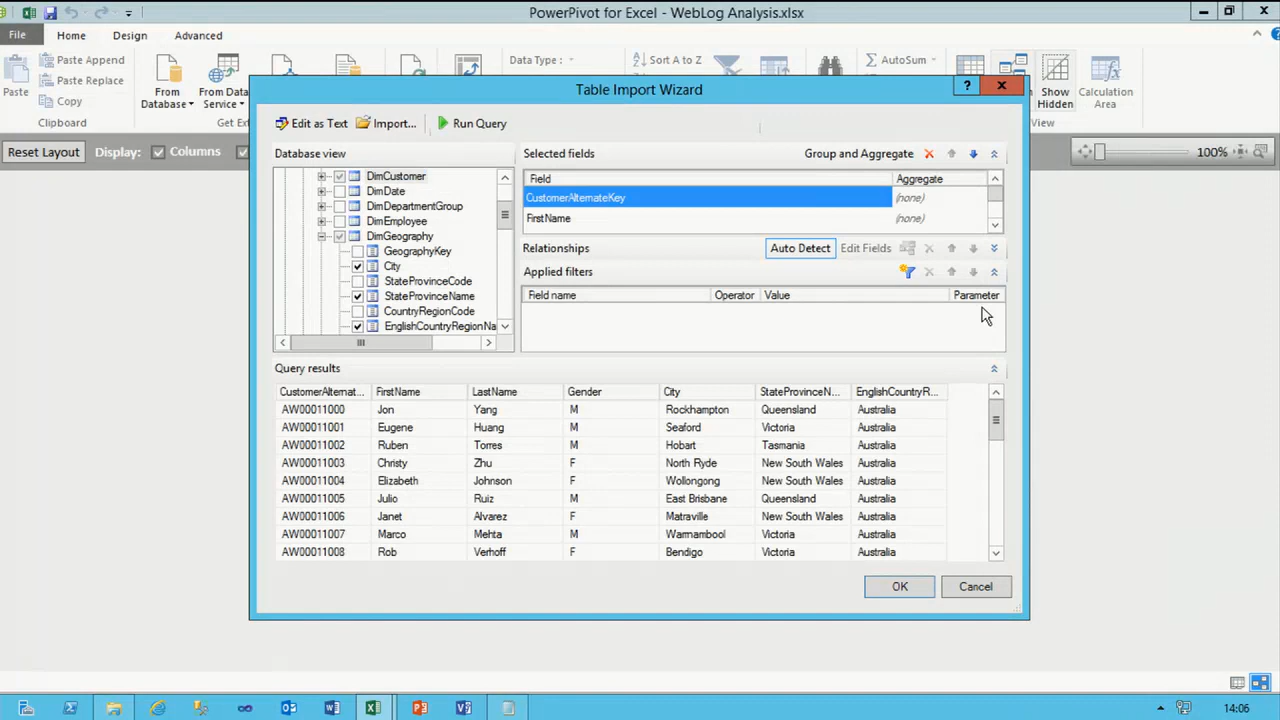 PowerPivot for Excel - WebLog Analysis.xlsx
File Home Design Advanced
Paste
Paste Append
Paste Replace
Copy
Clipboard
From Database
From Data Service
Get Ex
Data Type :
Sort A to Z
AutoSum
Show Hidden
Calculation Area
View
Reset Layout Display: Columns
100%
Table Import Wizard
?
Edit as Text Import... Run Query
Database view
DimCustomer
DimDate
DimDepartmentGroup
DimEmployee
DimGeography
GeographyKey
City
StateProvinceCode
StateProvinceName
CountryRegionCode
EnglishCountryRegionNa
Selected fields Group and Aggregate
Field Aggregate
CustomerAlternateKey (none)
FirstName (none)
Relationships Auto Detect Edit Fields
Applied filters
Field name Operator Value Parameter
Query results
CustomerAlternat... FirstName LastName Gender City StateProvinceN... EnglishCountryR...
AW00011000 Jon Yang M Rockhampton Queensland Australia
AW00011001 Eugene Huang M Seaford Victoria Australia
AW00011002 Ruben Torres M Hobart Tasmania Australia
AW00011003 Christy Zhu F North Ryde New South Wales Australia
AW00011004 Elizabeth Johnson F Wollongong New South Wales Australia
AW00011005 Julio Ruiz M East Brisbane Queensland Australia
AW00011006 Janet Alvarez F Matraville New South Wales Australia
AW00011007 Marco Mehta M Warrnambool Victoria Australia
AW00011008 Rob Verhoff F Bendigo Victoria Australia
OK Cancel
14:06